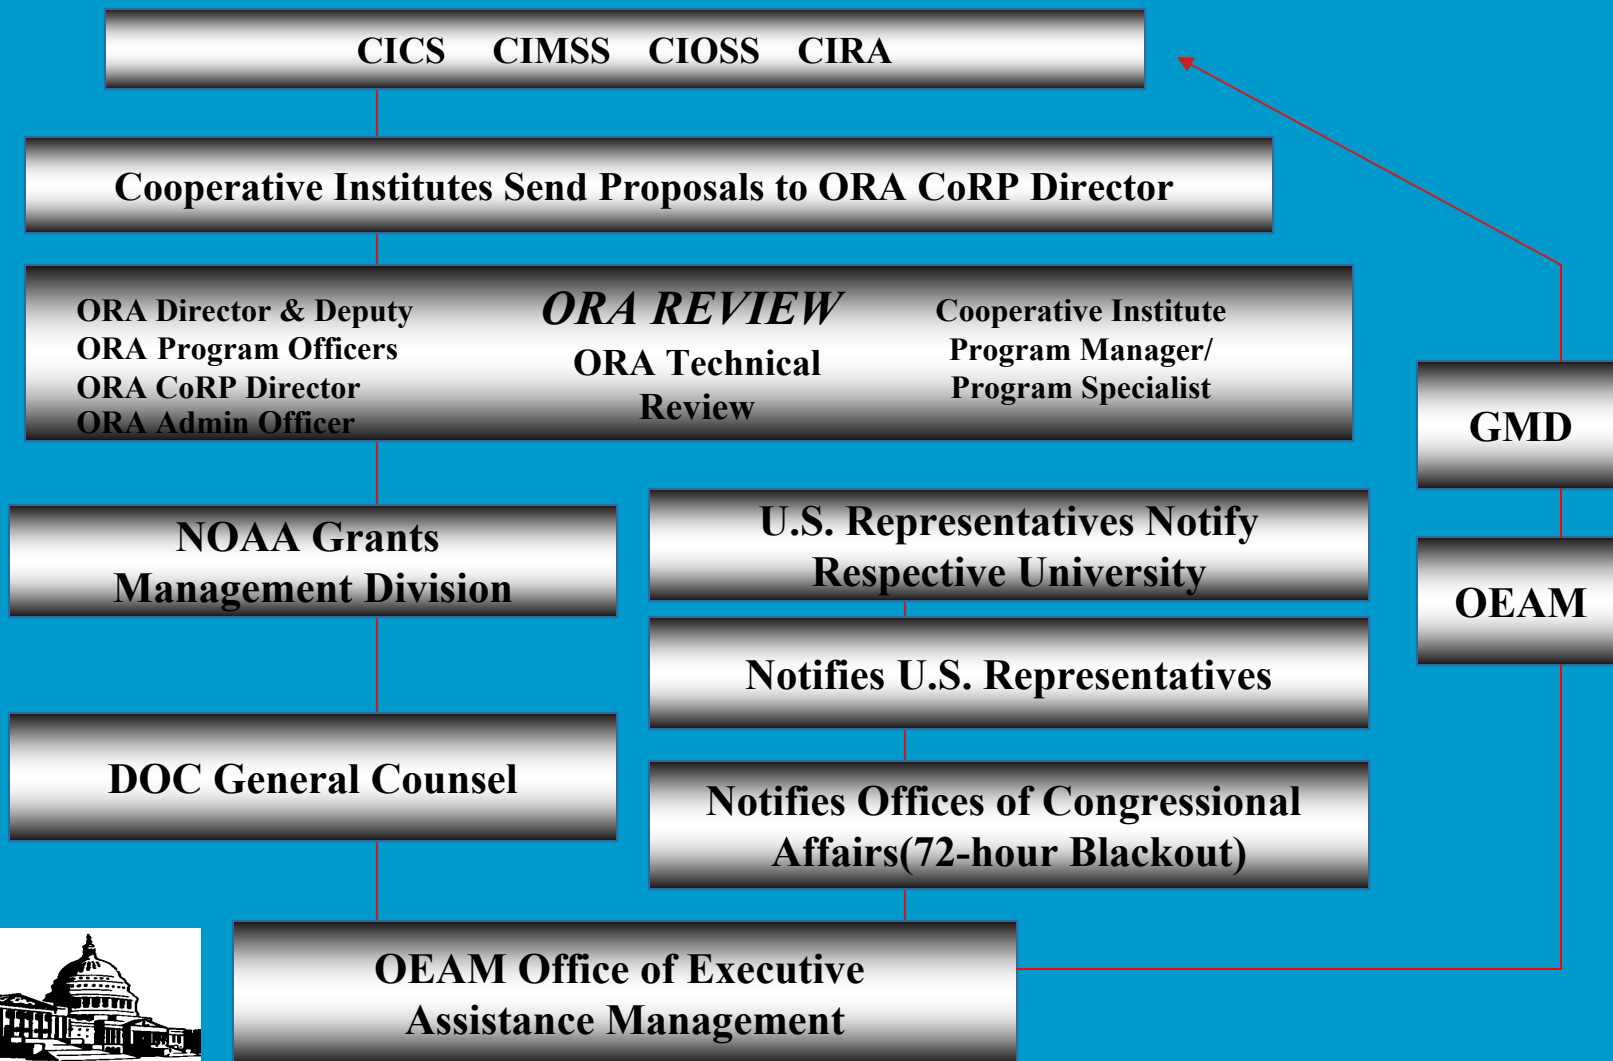 CICS CIMSS CIOSS CIRA
Cooperative Institutes Send Proposals to ORA CoRP Director
ORA Director & Deputy
ORA Program Officers
ORA CoRP Director
ORA Admin Officer
ORA REVIEW
ORA Technical
Review
Cooperative Institute
Program Manager/
Program Specialist
GMD
OEAM
NOAA Grants
Management Division
U.S. Representatives Notify
Respective University
Notifies U.S. Representatives
DOC General Counsel
Notifies Offices of Congressional
Affairs(72-hour Blackout)
OEAM Office of Executive
Assistance Management